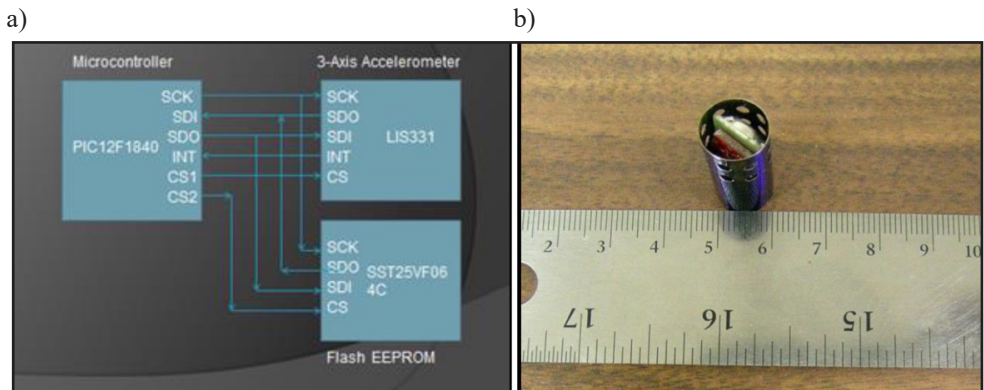 a)
b)
Microcontroller
3-Axis Accelerometer
PIC12F1840
SCK
SDI
SDO
INT
CS1
CS2
SCK
SDO
SDI
INT
CS
LIS331
SCK
SDO
SDI
CS
SST25VF06
4C
Flash EEPROM
2 3 4 5 6 7 8 9 10
17 16 15